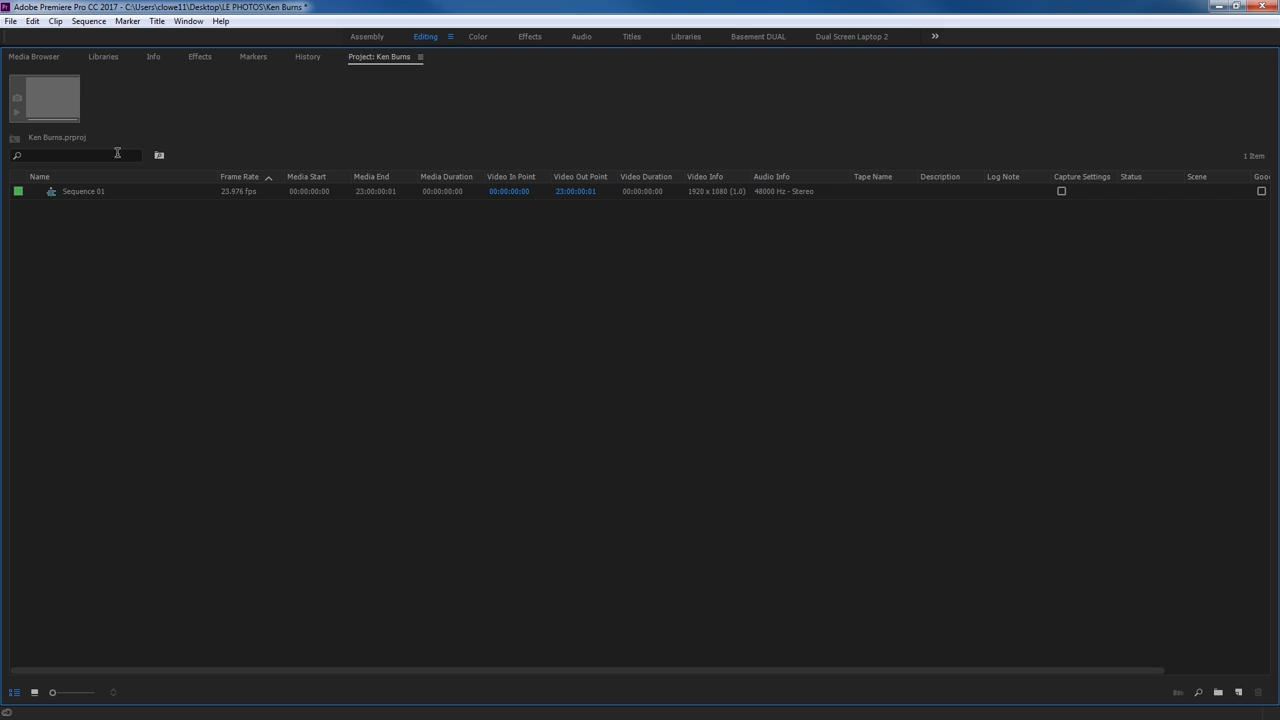 Pr Adobe Premiere Pro CC 2017 - C:\Users\clowe11\Desktop\LE PHOTOS\Ken Burns *
File Edit Clip Sequence Marker Title Window Help
Assembly Editing Color Effects Audio Titles Libraries Basement DUAL Dual Screen Laptop 2
Media Browser Libraries Info Effects Markers History Project: Ken Burns
Ken Burns.prproj
1 Item
Name Frame Rate Media Start Media End Media Duration Video In Point Video Out Point Video Duration Video Info Audio Info Tape Name Description Log Note Capture Settings Status Scene Goo
Sequence 01 23.976 fps 00:00:00:00 23:00:00:01 00:00:00:00 00:00:00:00 23:00:00:01 00:00:00:00 1920 x 1080 (1.0) 48000 Hz - Stereo